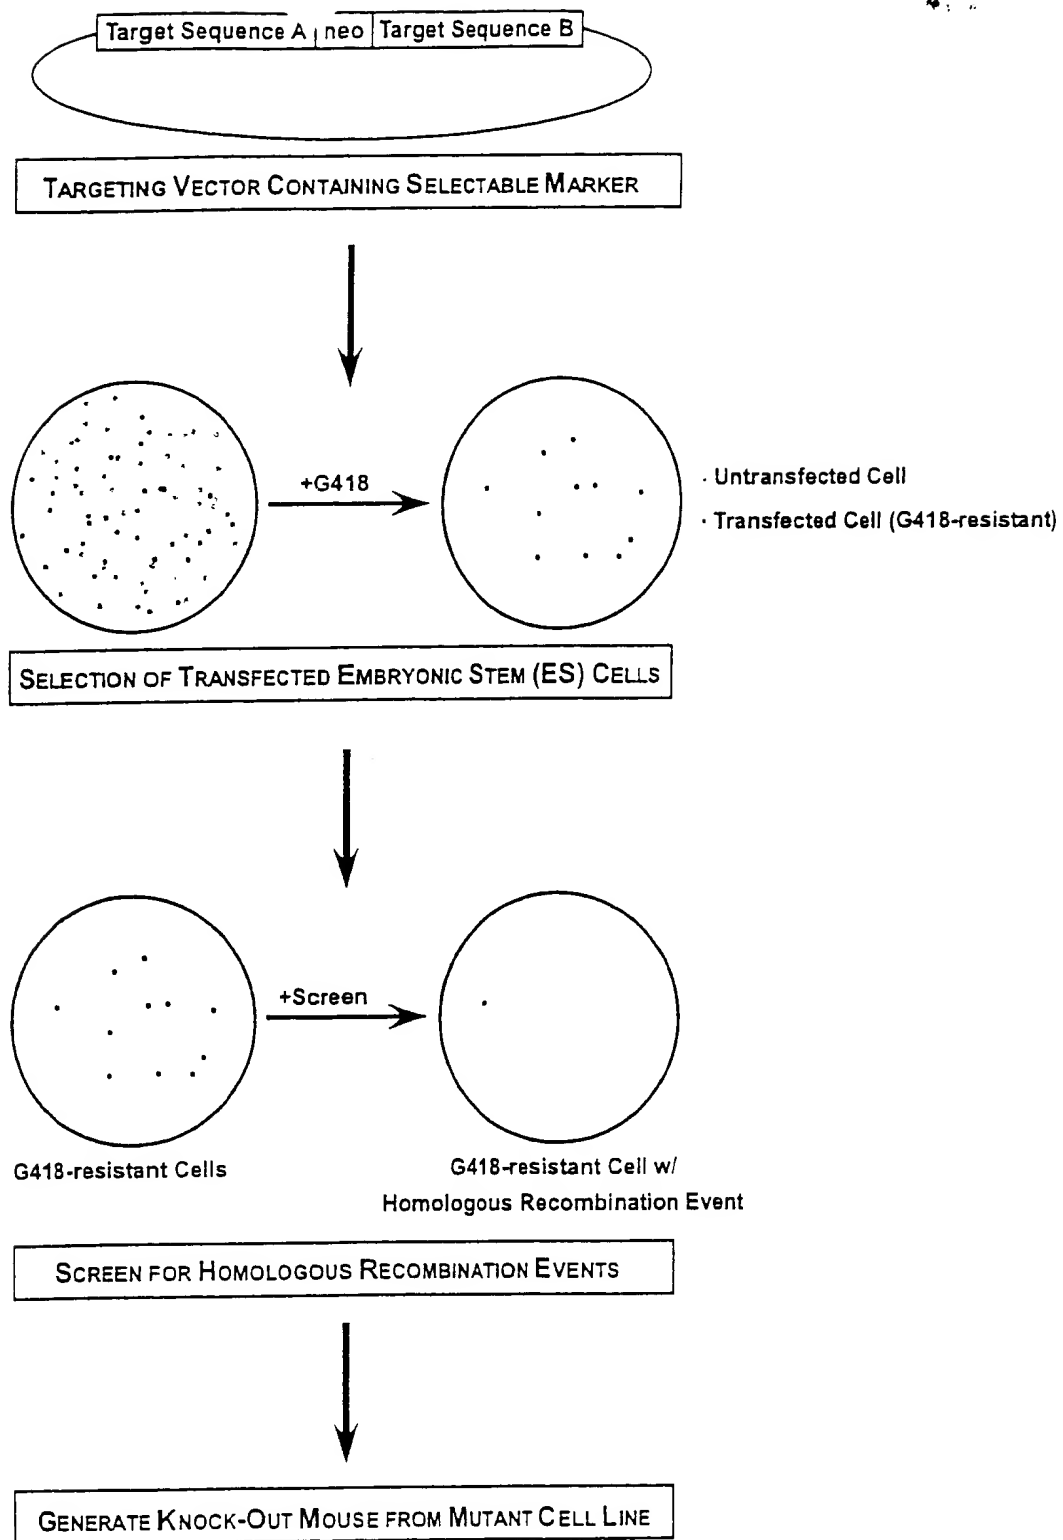 Target Sequence A neo Target Sequence B
TARGETING VECTOR CONTAINING SELECTABLE MARKER
+G418
· Untransfected Cell
· Transfected Cell (G418-resistant)
SELECTION OF TRANSFECTED EMBRYONIC STEM (ES) CELLS
+Screen
G418-resistant Cells
G418-resistant Cell w/
Homologous Recombination Event
SCREEN FOR HOMOLOGOUS RECOMBINATION EVENTS
GENERATE KNOCK-OUT MOUSE FROM MUTANT CELL LINE